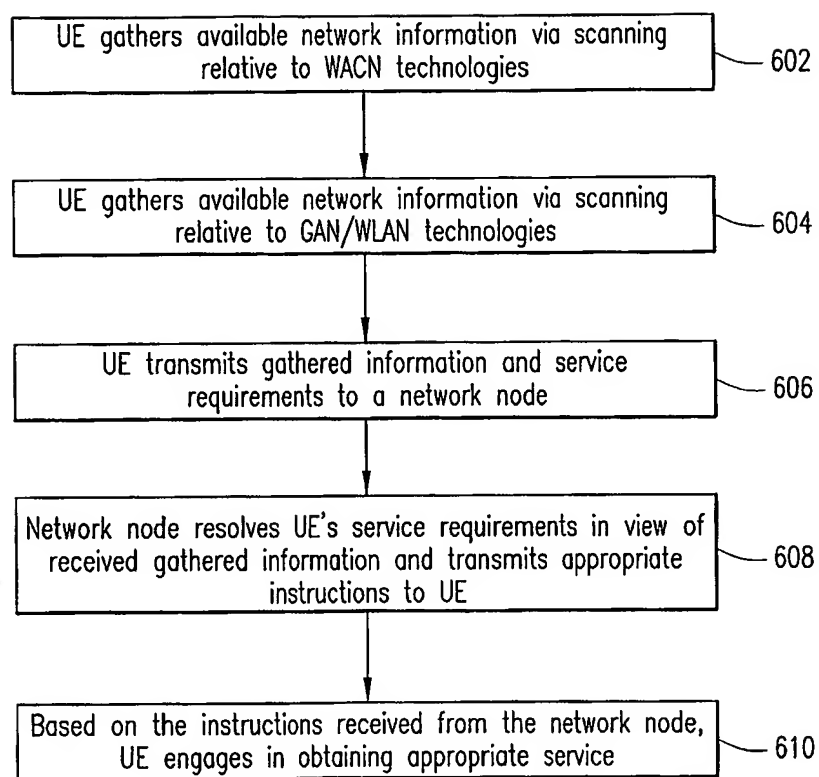 UE gathers available network information via scanning
relative to WACN technologies
602
UE gathers available network information via scanning
relative to GAN/WLAN technologies
604
UE transmits gathered information and service
requirements to a network node
606
Network node resolves UE's service requirements in view of
received gathered information and transmits appropriate
instructions to UE
608
Based on the instructions received from the network node,
UE engages in obtaining appropriate service
610